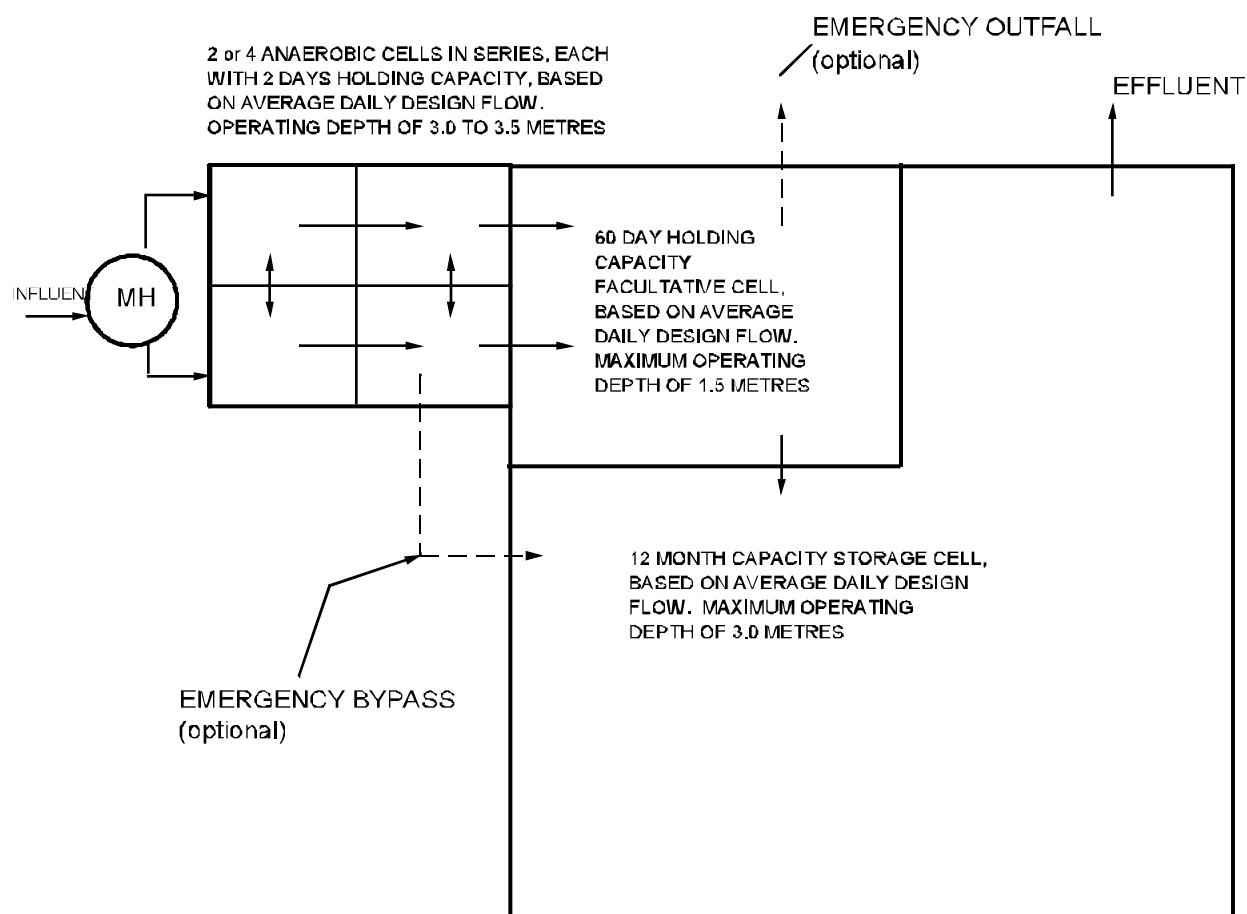 EMERGENCY OUTFALL
(optional)
2 or 4 ANAEROBIC CELLS IN SERIES, EACH
WITH 2 DAYS HOLDING CAPACITY, BASED
ON AVERAGE DAILY DESIGN FLOW.
OPERATING DEPTH OF 3.0 TO 3.5 METRES
EFFLUENT
INFLUEN
MH
60 DAY HOLDING
CAPACITY
FACULTATIVE CELL,
BASED ON AVERAGE
DAILY DESIGN FLOW.
MAXIMUM OPERATING
DEPTH OF 1.5 METRES
12 MONTH CAPACITY STORAGE CELL,
BASED ON AVERAGE DAILY DESIGN
FLOW. MAXIMUM OPERATING
DEPTH OF 3.0 METRES
EMERGENCY BYPASS
(optional)